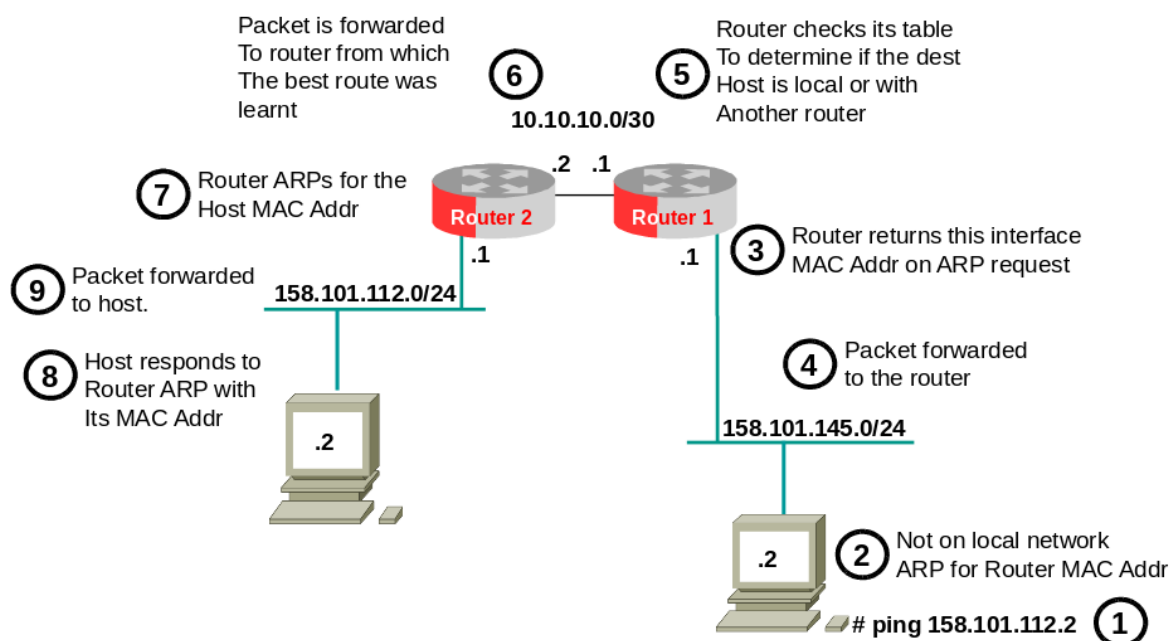 Packet is forwarded
To router from which
The best route was
learnt
6
5
Router checks its table
To determine if the dest
Host is local or with
Another router
10.10.10.0/30
.2
.1
7
Router ARPs for the
Host MAC Addr
Router 2
Router 1
.1
.1
3
Router returns this interface
MAC Addr on ARP request
9
Packet forwarded
to host.
158.101.112.0/24
8
Host responds to
Router ARP with
Its MAC Addr
4
Packet forwarded
to the router
.2
158.101.145.0/24
.2
2
Not on local network
ARP for Router MAC Addr
# ping 158.101.112.2
1